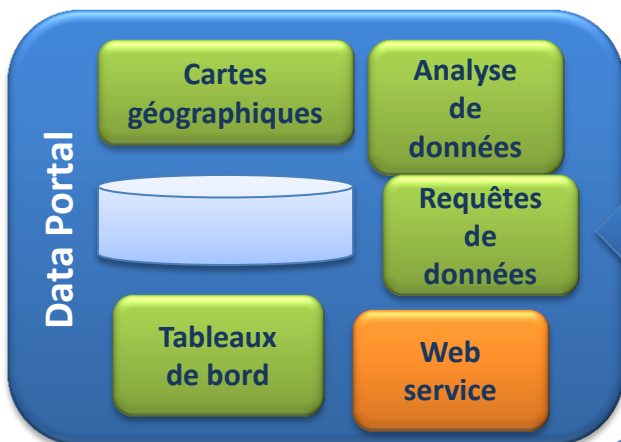 Data Portal
Cartes
géographiques
Analyse
de
données
Requêtes
de
données
Tableaux
de bord
Web
service